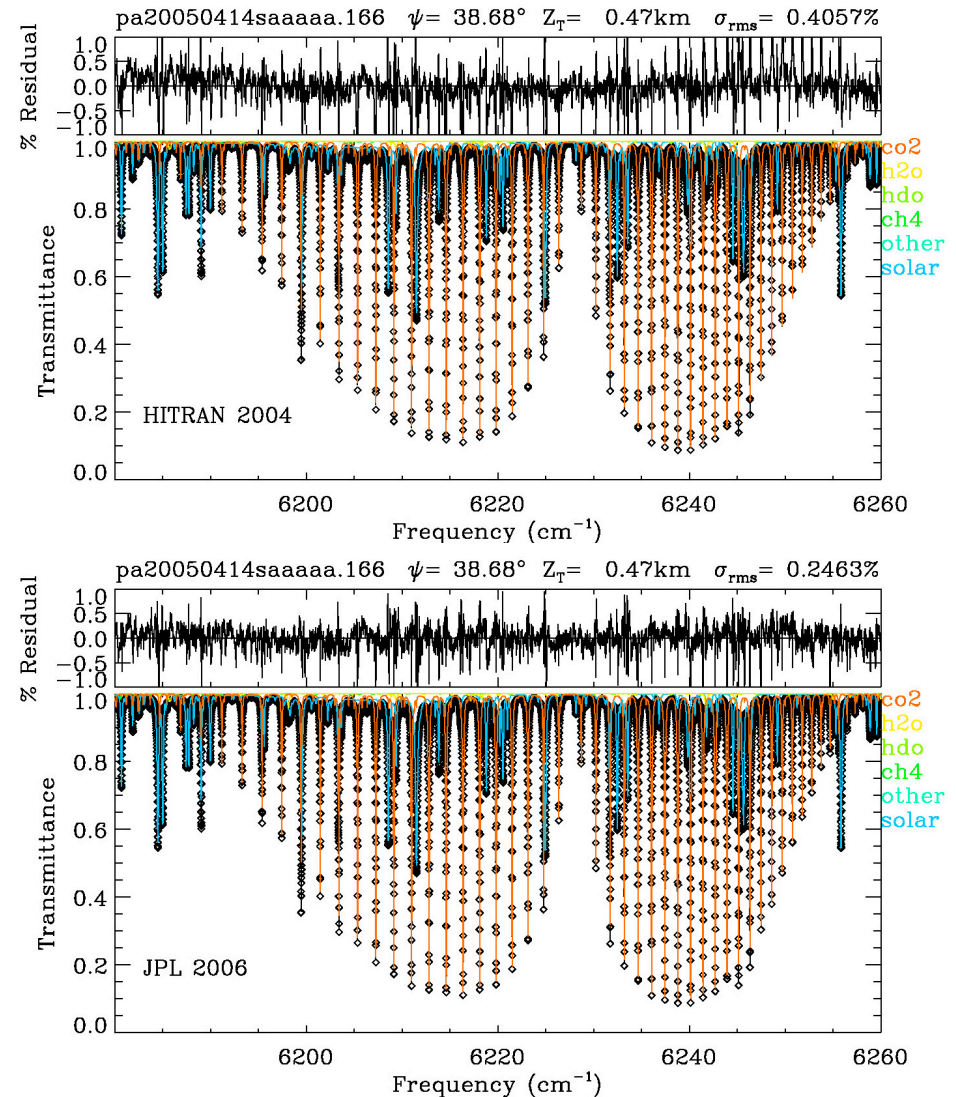 pa20050414saaaaa.166 ψ= 38.68° Z_T= 0.47km σ_rms= 0.4057%
% Residual
1.0
0.5
0.0
−0.5
−1.0
Transmittance
1.0
0.8
0.6
0.4
0.2
0.0
co2
h2o
hdo
ch4
other
solar
HITRAN 2004
6200 6220 6240 6260
Frequency (cm⁻¹)
pa20050414saaaaa.166 ψ= 38.68° Z_T= 0.47km σ_rms= 0.2463%
% Residual
1.0
0.5
0.0
−0.5
−1.0
Transmittance
1.0
0.8
0.6
0.4
0.2
0.0
co2
h2o
hdo
ch4
other
solar
JPL 2006
6200 6220 6240 6260
Frequency (cm⁻¹)